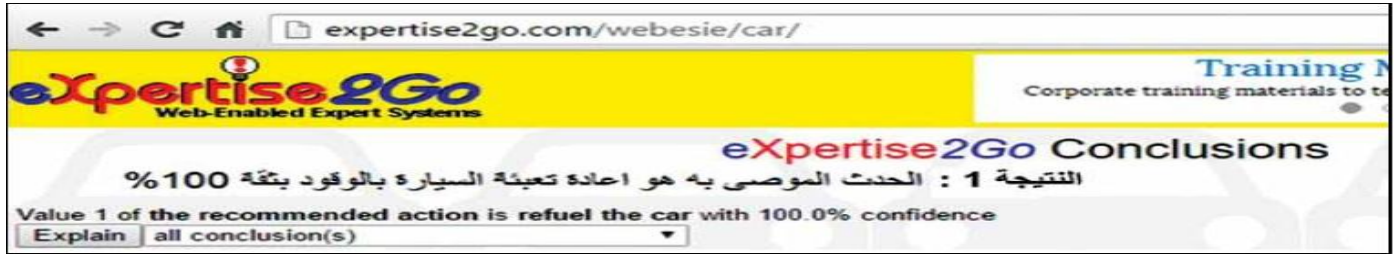 expertise2go.com/webesie/car/
eXpertise2Go
Web-Enabled Expert Systems
Training
Corporate training materials to
eXpertise2Go Conclusions
النتيجة 1 : الحدث الموصى به هو اعادة تعبئة السيارة بالوقود بثقة 100%
Value 1 of the recommended action is refuel the car with 100.0% confidence
Explain all conclusion(s)